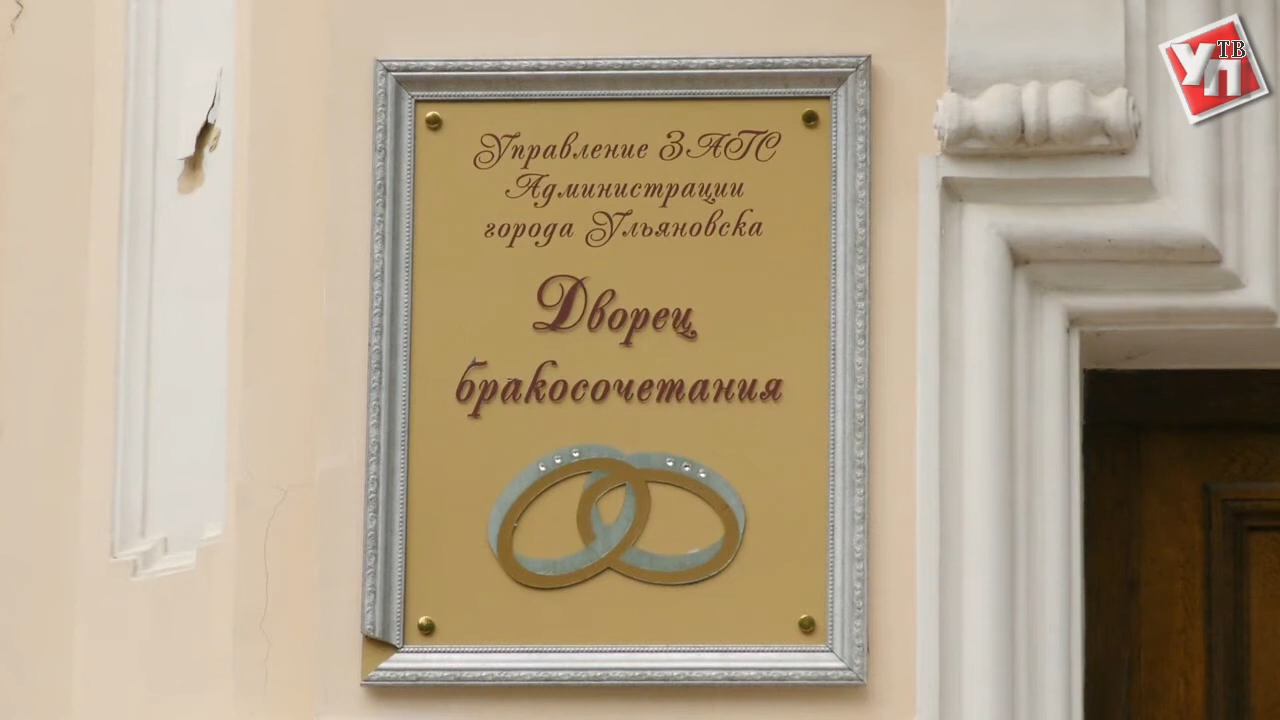 Управление ЗАГС
Администрации
города Ульяновска
Дворец
бракосочетания
УП ТВ